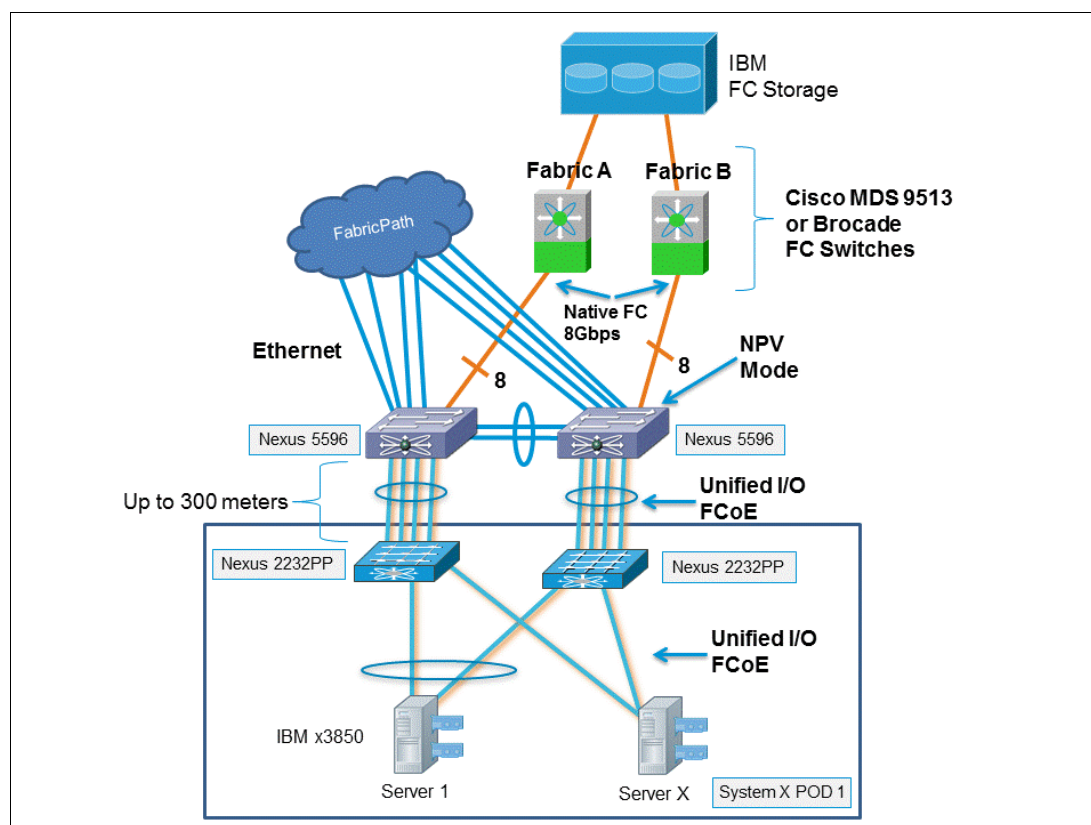 IBM
FC Storage
Fabric A
Fabric B
Cisco MDS 9513
or Brocade
FC Switches
FabricPath
Native FC
8Gbps
Ethernet
NPV
Mode
8
8
Nexus 5596
Nexus 5596
Up to 300 meters
Unified I/O
FCoE
Nexus 2232PP
Nexus 2232PP
Unified I/O
FCoE
IBM x3850
Server 1
Server X
System X POD 1